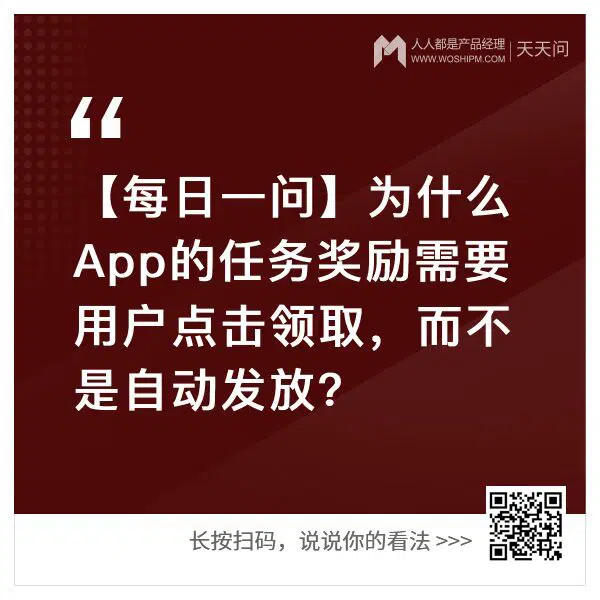 人人都是产品经理
WWW.WOSHIPM.COM
天天问
【每日一问】为什么
App的任务奖励需要
用户点击领取，而不
是自动发放？
长按扫码，说说你的看法 >>>